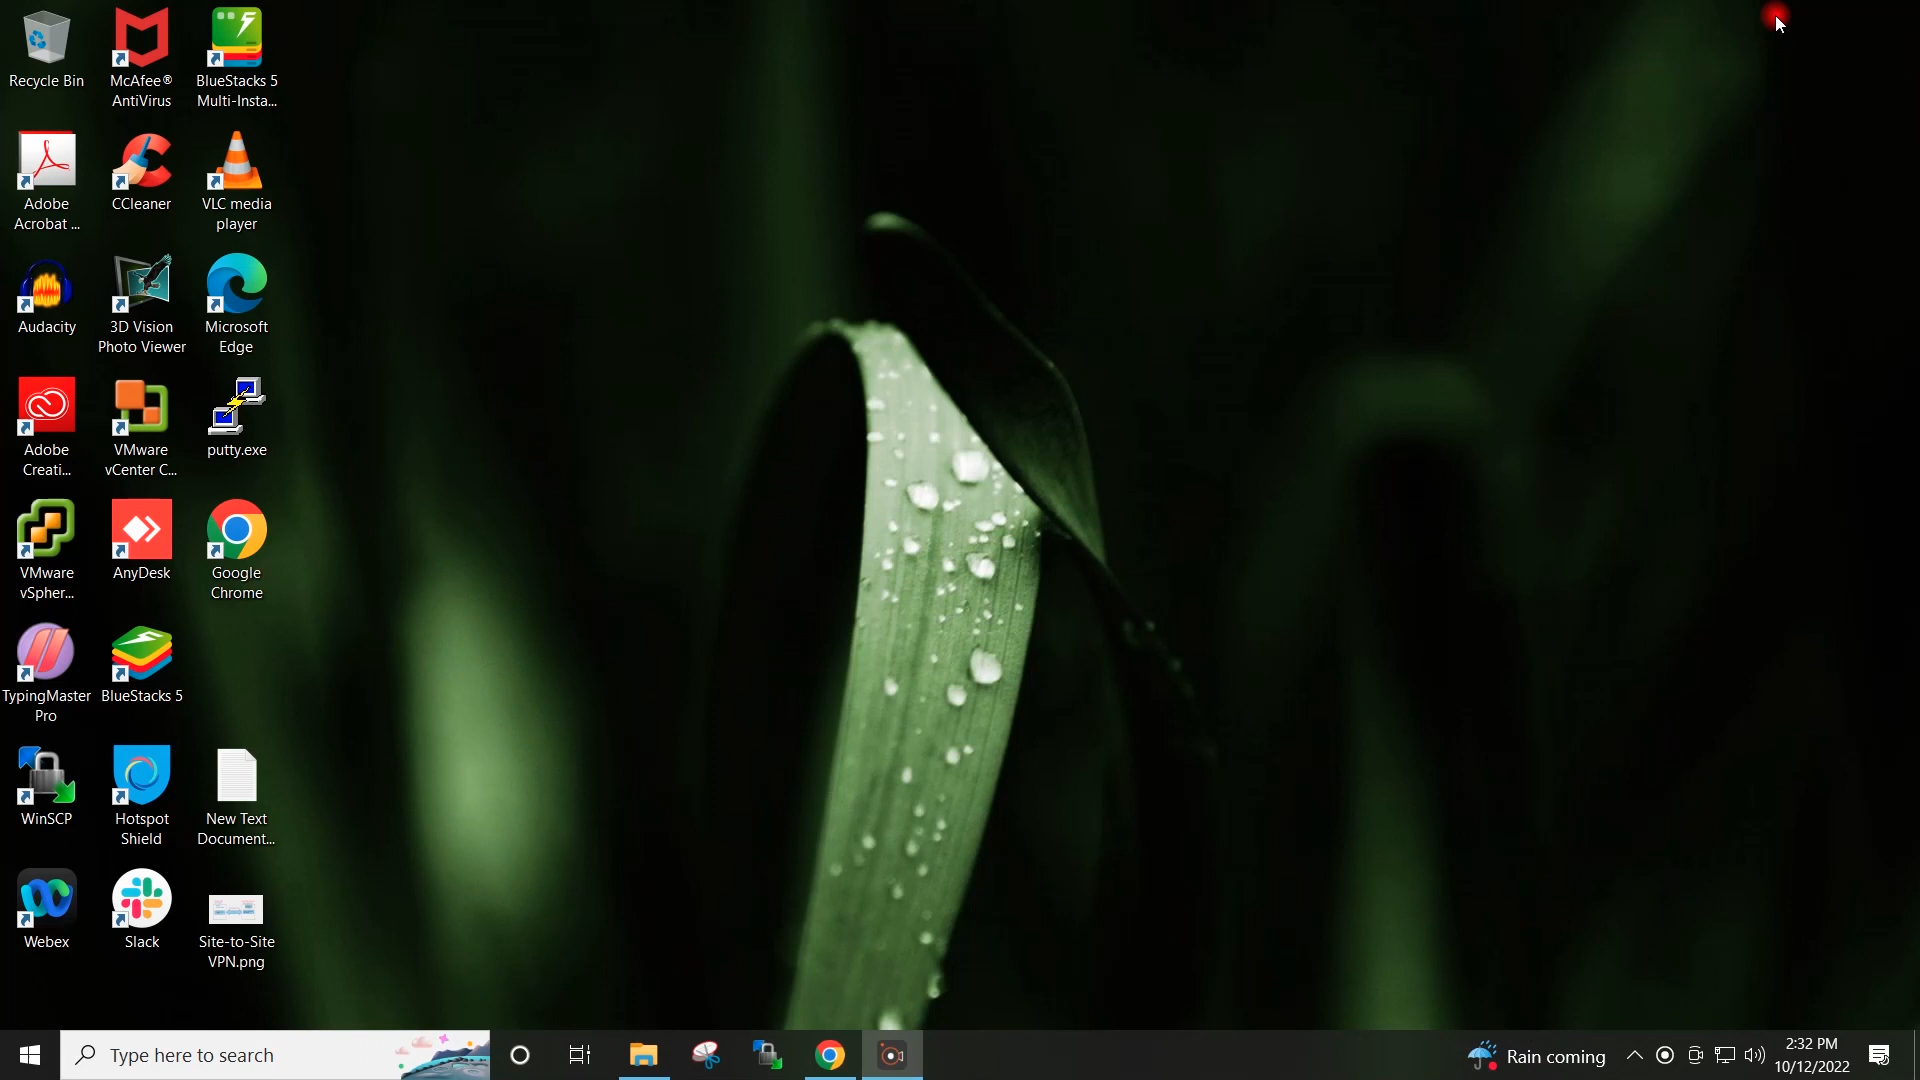 Recycle Bin
McAfee®
AntiVirus
BlueStacks 5
Multi-Insta...
Adobe
Acrobat ...
CCleaner
VLC media
player
Audacity
3D Vision
Photo Viewer
Microsoft
Edge
Adobe
Creati...
VMware
vCenter C...
putty.exe
VMware
vSpher...
AnyDesk
Google
Chrome
TypingMaster
Pro
BlueStacks 5
WinSCP
Hotspot
Shield
New Text
Document...
Webex
Slack
Site-to-Site
VPN.png
Type here to search
Rain coming
2:32 PM
10/12/2022